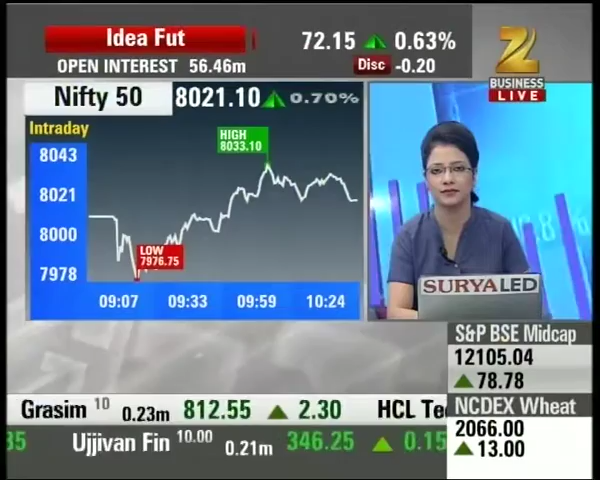 Idea Fut
72.15 0.63%
OPEN INTEREST 56.46m
Disc -0.20
Z
BUSINESS
LIVE
Nifty 50
8021.10 0.70%
Intraday
HIGH
8033.10
8043
8021
8000
7978
LOW
7976.75
09:07 09:33 09:59 10:24
SURYA LED
S&P BSE Midcap
12105.04
78.78
NCDEX Wheat
2066.00
13.00
Grasim 10 0.23m 812.55 2.30 HCL Te
35 Ujjivan Fin 10.00 0.21m 346.25 0.15